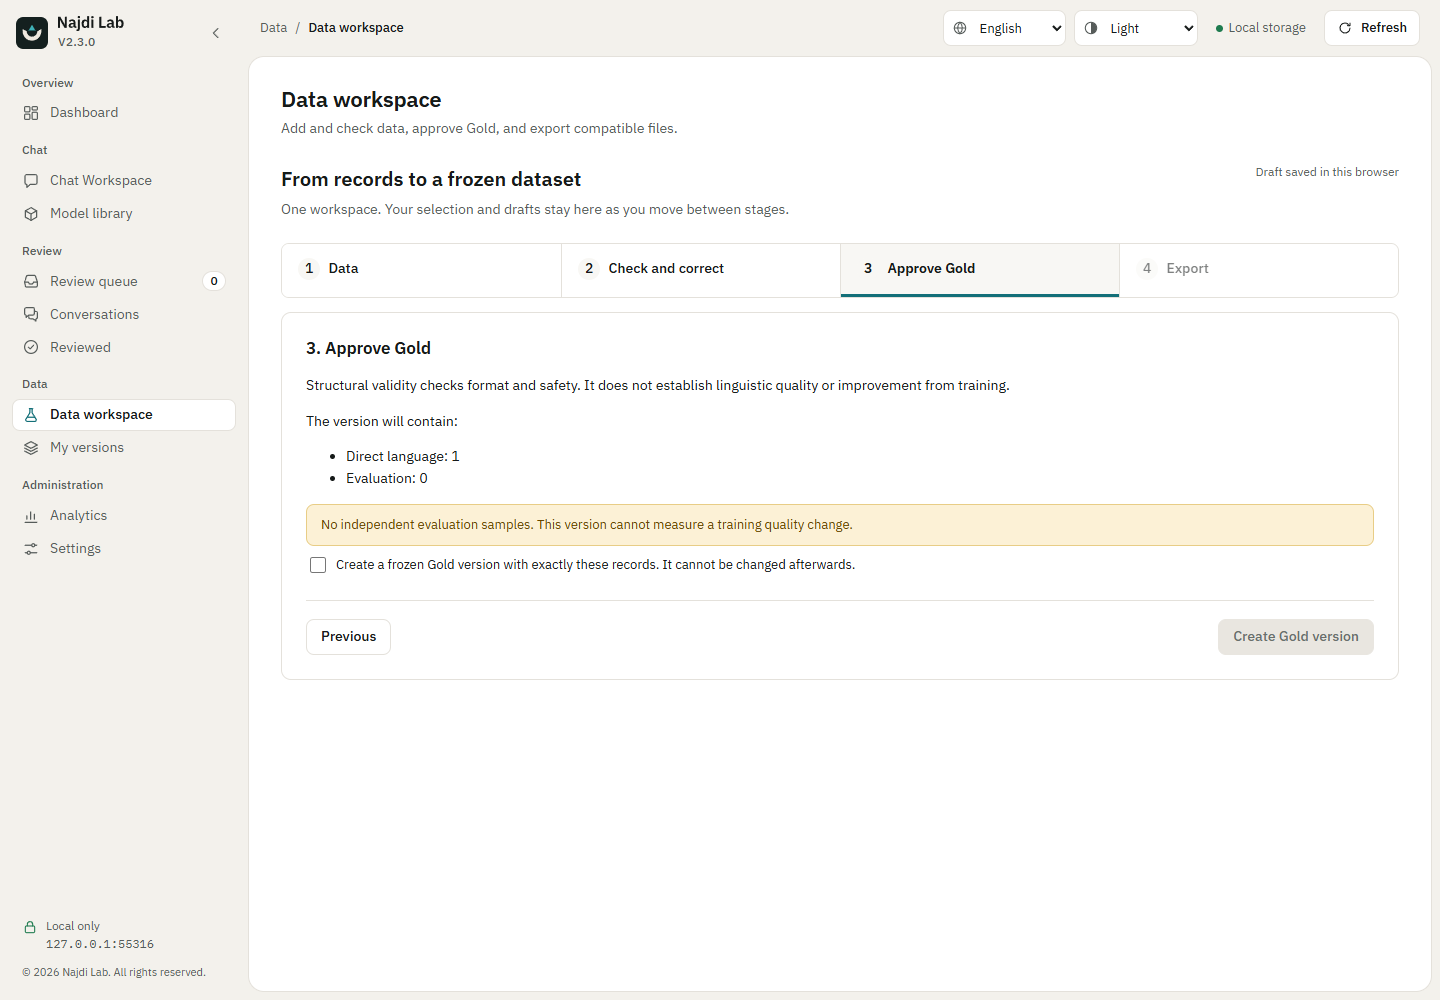 Najdi Lab
V2.3.0
Overview
Dashboard
Chat
Chat Workspace
Model library
Review
Review queue 0
Conversations
Reviewed
Data
Data workspace
My versions
Administration
Analytics
Settings
Local only
127.0.0.1:55316
© 2026 Najdi Lab. All rights reserved.
Data / Data workspace
English
Light
Local storage
Refresh
Data workspace
Add and check data, approve Gold, and export compatible files.
From records to a frozen dataset
Draft saved in this browser
One workspace. Your selection and drafts stay here as you move between stages.
1 Data
2 Check and correct
3 Approve Gold
4 Export
3. Approve Gold
Structural validity checks format and safety. It does not establish linguistic quality or improvement from training.
The version will contain:
• Direct language: 1
• Evaluation: 0
No independent evaluation samples. This version cannot measure a training quality change.
Create a frozen Gold version with exactly these records. It cannot be changed afterwards.
Previous
Create Gold version